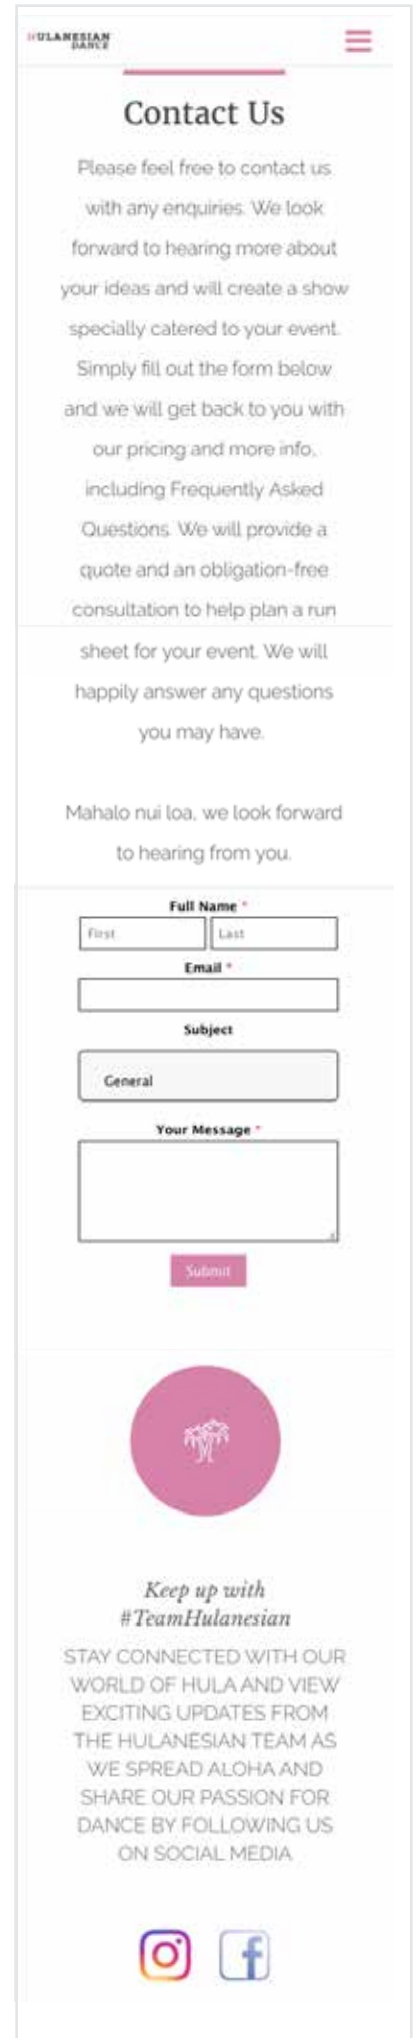 HULANESIAN
DANCE
Contact Us
Please feel free to contact us
with any enquiries. We look
forward to hearing more about
your ideas and will create a show
specially catered to your event.
Simply fill out the form below
and we will get back to you with
our pricing and more info,
including Frequently Asked
Questions. We will provide a
quote and an obligation-free
consultation to help plan a run
sheet for your event. We will
happily answer any questions
you may have.
Mahalo nui loa, we look forward
to hearing from you.
Full Name *
First Last
Email *
Subject
General
Your Message *
Submit
Keep up with
#TeamHulanesian
STAY CONNECTED WITH OUR
WORLD OF HULA AND VIEW
EXCITING UPDATES FROM
THE HULANESIAN TEAM AS
WE SPREAD ALOHA AND
SHARE OUR PASSION FOR
DANCE BY FOLLOWING US
ON SOCIAL MEDIA